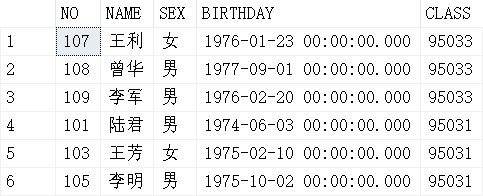 NO NAME SEX BIRTHDAY CLASS
1 107 王利 女 1976-01-23 00:00:00.000 95033
2 108 曾华 男 1977-09-01 00:00:00.000 95033
3 109 李军 男 1976-02-20 00:00:00.000 95033
4 101 陆君 男 1974-06-03 00:00:00.000 95031
5 103 王芳 女 1975-02-10 00:00:00.000 95031
6 105 李明 男 1975-10-02 00:00:00.000 95031